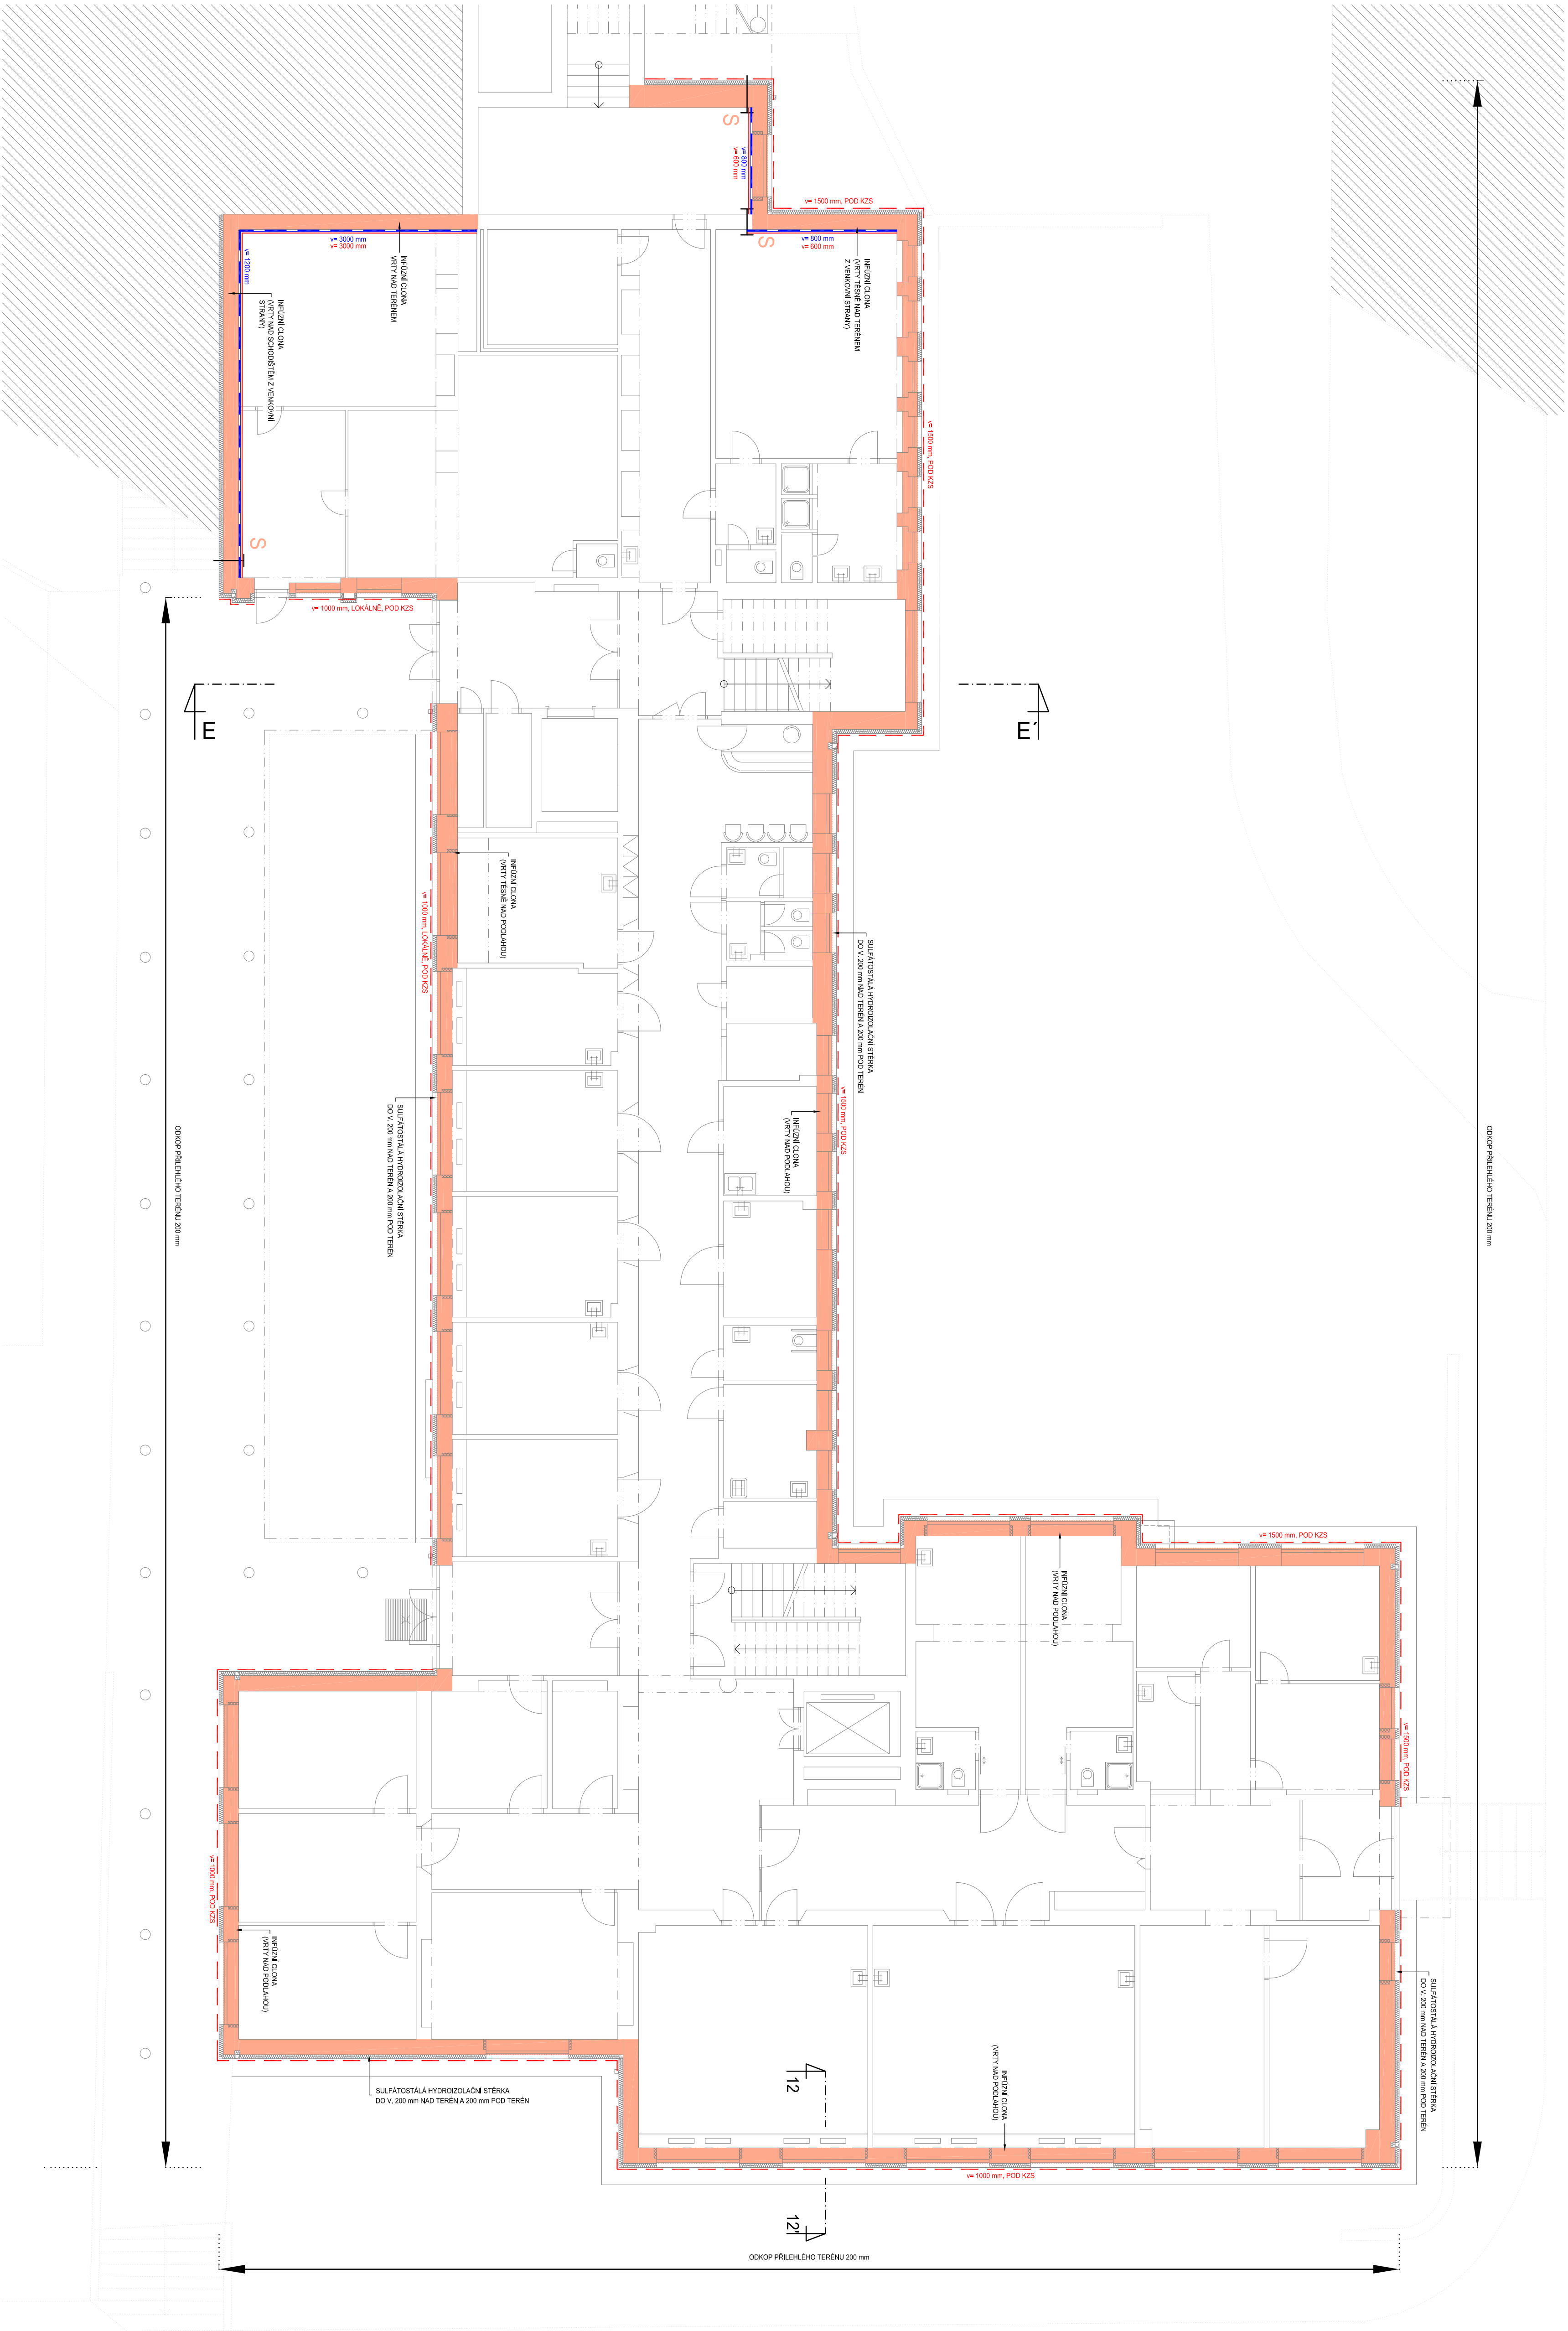 S
v= 800 mm
v= 600 mm
v= 1500 mm, POD KZS
S
v= 3000 mm
v= 3000 mm
v= 800 mm
v= 600 mm
v= 1200 mm
INFÚZNÍ CLONA
VRTY NAD TERÉNEM
INFÚZNÍ CLONA
(VRTY TĚSNĚ NAD TERÉNEM
Z VENKOVNÍ STRANY)
INFÚZNÍ CLONA
(VRTY NAD SCHODIŠTĚM Z VENKOVNÍ
STRANY)
v= 1500 mm, POD KZS
S
v= 1000 mm, LOKÁLNĚ, POD KZS
E
E´
INFÚZNÍ CLONA
(VRTY TĚSNĚ NAD PODLAHOU)
v= 1000 mm, LOKÁLNĚ, POD KZS
SULFÁTOSTÁLÁ HYDROIZOLAČNÍ STĚRKA
DO V. 200 mm NAD TERÉN A 200 mm POD TERÉN
v= 1500 mm, POD KZS
INFÚZNÍ CLONA
(VRTY NAD PODLAHOU)
SULFÁTOSTÁLÁ HYDROIZOLAČNÍ STĚRKA
DO V. 200 mm NAD TERÉN A 200 mm POD TERÉN
ODKOP PŘILEHLÉHO TERÉNU 200 mm
ODKOP PŘILEHLÉHO TERÉNU 200 mm
v= 1500 mm, POD KZS
INFÚZNÍ CLONA
(VRTY NAD PODLAHOU)
v= 1500 mm, POD KZS
v= 1000 mm, POD KZS
INFÚZNÍ CLONA
(VRTY NAD PODLAHOU)
SULFÁTOSTÁLÁ HYDROIZOLAČNÍ STĚRKA
DO V. 200 mm NAD TERÉN A 200 mm POD TERÉN
INFÚZNÍ CLONA
(VRTY NAD PODLAHOU)
12
SULFÁTOSTÁLÁ HYDROIZOLAČNÍ STĚRKA
DO V, 200 mm NAD TERÉN A 200 mm POD TERÉN
v= 1000 mm, POD KZS
12'
ODKOP PŘILEHLÉHO TERÉNU 200 mm